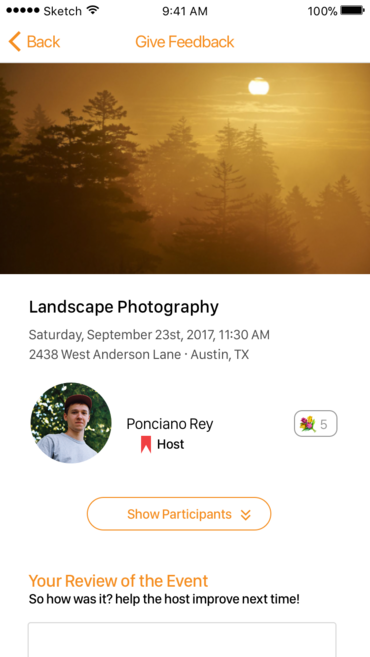 Sketch 9:41 AM 100%
Back Give Feedback
Landscape Photography
Saturday, September 23st, 2017, 11:30 AM
2438 West Anderson Lane · Austin, TX
Ponciano Rey 5
Host
Show Participants
Your Review of the Event
So how was it? help the host improve next time!